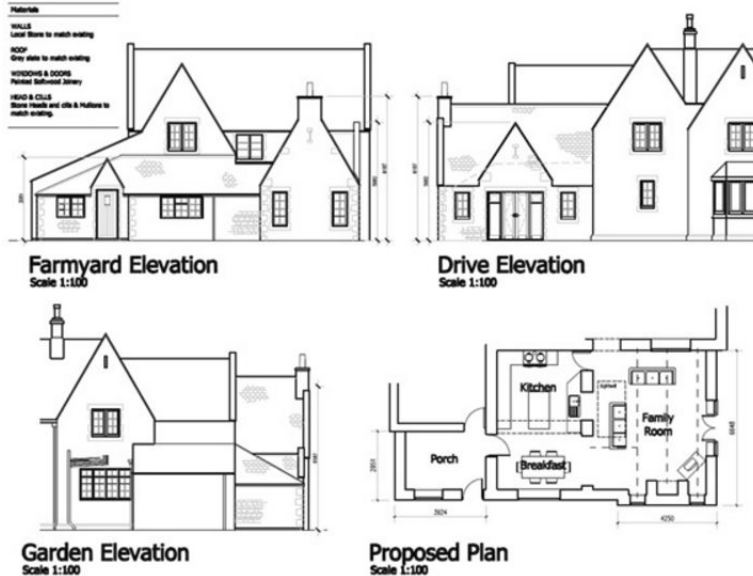 Materials
WALLS
Local Stone to match existing
ROOF
Grey slate to match existing
WINDOWS & DOORS
Painted Softwood Joinery
HEAD & CILLS
Stone Heads and cills & Mullions to
match existing.
Farmyard Elevation
Scale 1:100
Drive Elevation
Scale 1:100
Garden Elevation
Scale 1:100
Kitchen
Family
Room
Porch
Breakfast
3924
4250
Proposed Plan
Scale 1:100